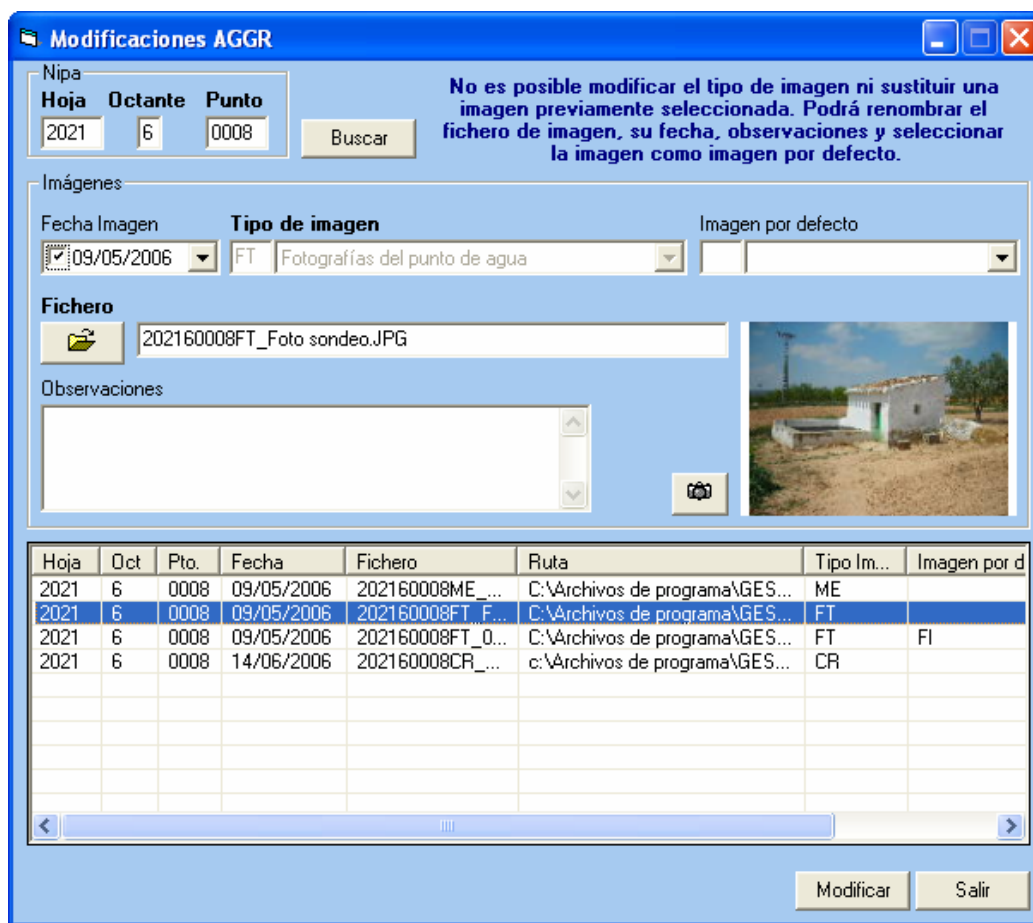 Modificaciones AGGR
Nipa
Hoja Octante Punto
2021 6 0008
Buscar
No es posible modificar el tipo de imagen ni sustituir una
imagen previamente seleccionada. Podrá renombrar el
fichero de imagen, su fecha, observaciones y seleccionar
la imagen como imagen por defecto.
Imágenes
Fecha Imagen Tipo de imagen Imagen por defecto
09/05/2006 FT Fotografías del punto de agua
Fichero
202160008FT_Foto sondeo.JPG
Observaciones
Hoja Oct Pto. Fecha Fichero Ruta Tipo Im... Imagen por d
2021 6 0008 09/05/2006 202160008ME_... C:\Archivos de programa\GES... ME
2021 6 0008 09/05/2006 202160008FT_F... C:\Archivos de programa\GES... FT
2021 6 0008 09/05/2006 202160008FT_0... C:\Archivos de programa\GES... FT FI
2021 6 0008 14/06/2006 202160008CR_... c:\Archivos de programa\GES... CR
Modificar Salir